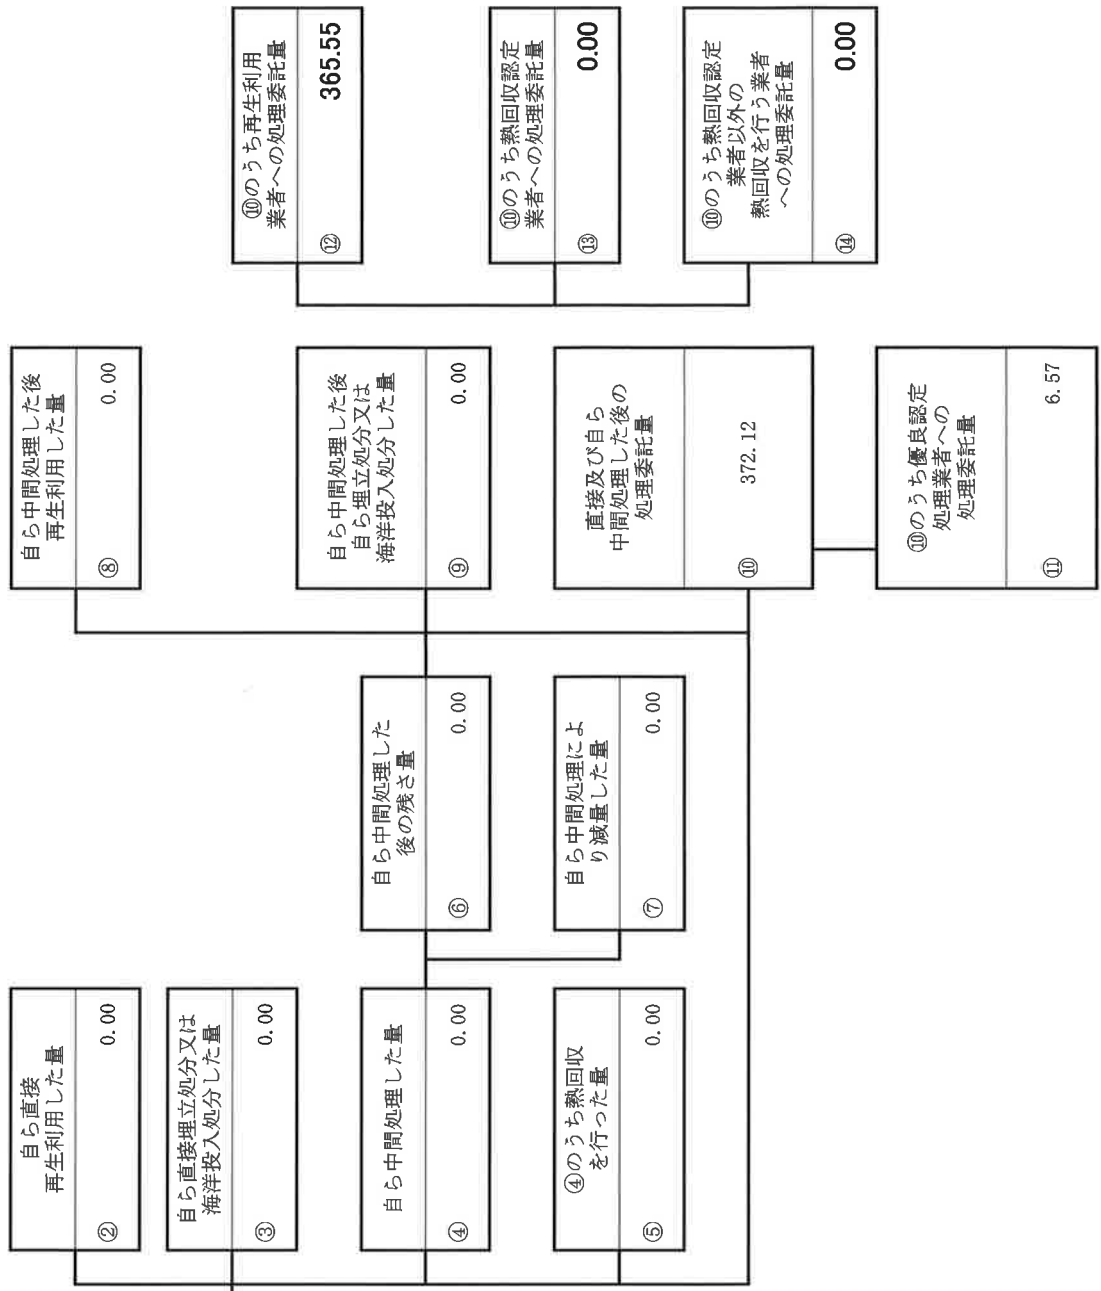 自ら直接
再生利用した量
②
0.00
自ら直接埋立処分又は
海洋投入処分した量
③
0.00
自ら中間処理した量
④
0.00
④のうち熱回収
を行った量
⑤
0.00
自ら中間処理した
後の残さ量
⑥
0.00
自ら中間処理によ
り減量した量
⑦
0.00
自ら中間処理した後
再生利用した量
⑧
0.00
自ら中間処理した後
自ら埋立処分又は
海洋投入処分した量
⑨
0.00
直接及び自ら
中間処理した後の
処理委託量
⑩
372.12
⑩のうち優良認定
処理業者への
処理委託量
⑪
6.57
⑩のうち再生利用
業者への処理委託量
⑫
365.55
⑩のうち熱回収認定
業者への処理委託量
⑬
0.00
⑩のうち熱回収認定
業者以外の
熱回収を行う業者
への処理委託量
⑭
0.00